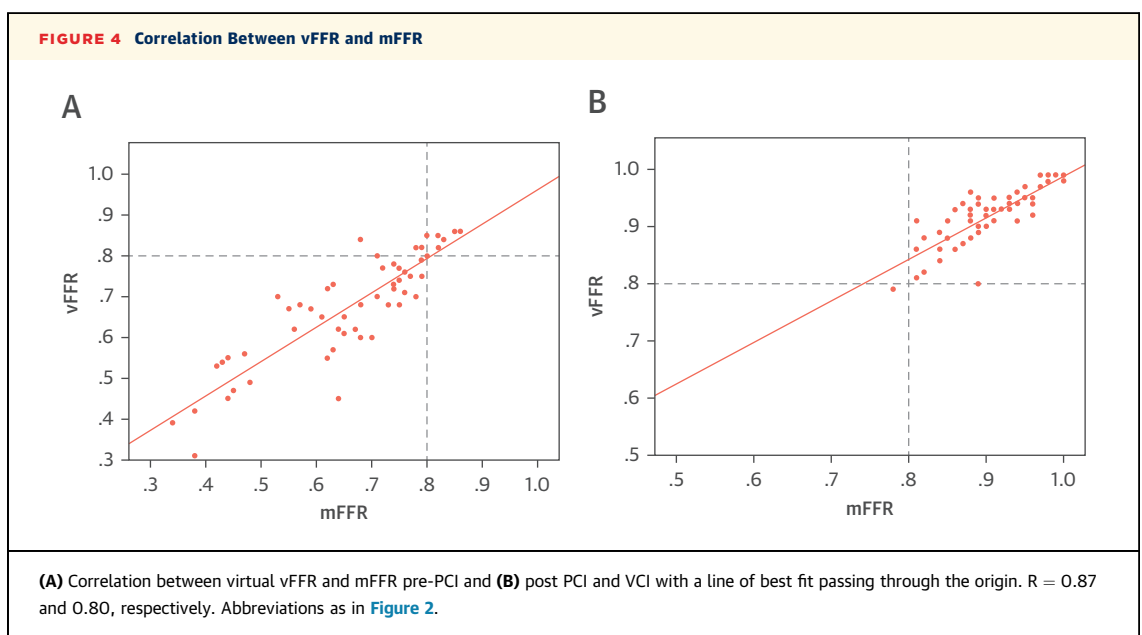 FIGURE 4 Correlation Between vFFR and mFFR
A
1.0
.9
.8
.7
.6
.5
.4
.3
vFFR
.3 .4 .5 .6 .7 .8 .9 1.0
mFFR
B
1.0
.9
.8
.7
.6
.5
vFFR
.5 .6 .7 .8 .9 1.0
mFFR
(A) Correlation between virtual vFFR and mFFR pre-PCI and (B) post PCI and VCI with a line of best fit passing through the origin. R = 0.87
and 0.80, respectively. Abbreviations as in Figure 2.